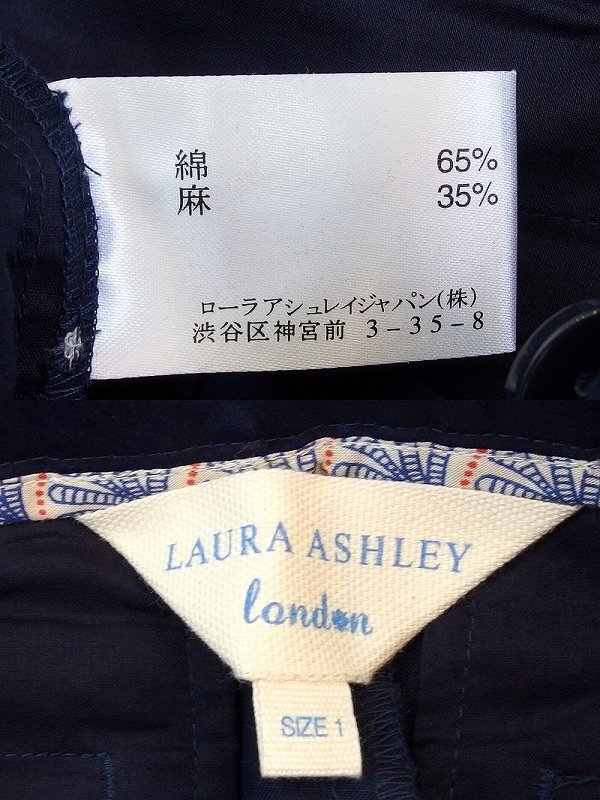 綿 65%
麻 35%
ローラアシュレイジャパン(株)
渋谷区神宮前 3-35-8
LAURA ASHLEY
london
SIZE 1